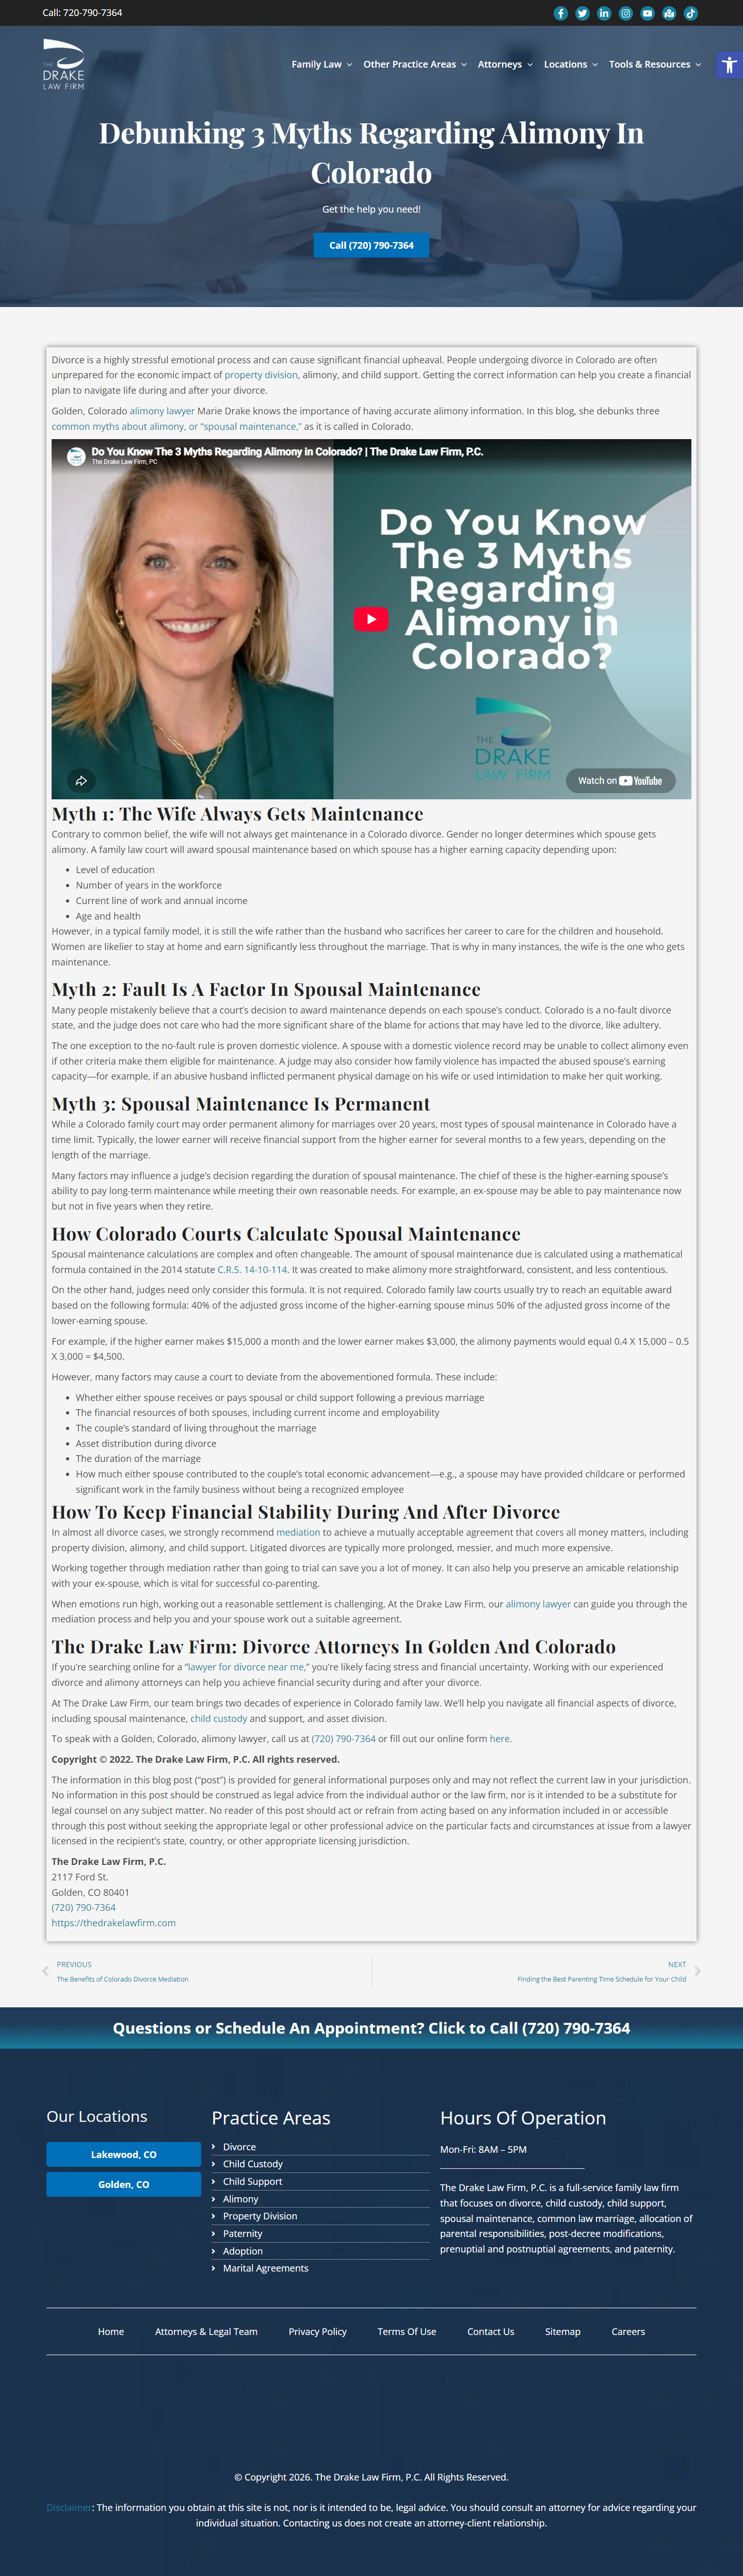 Call: 720-790-7364
THE
DRAKE
LAW FIRM
Family Law
Other Practice Areas
Attorneys
Locations
Tools & Resources
Debunking 3 Myths Regarding Alimony In
Colorado
Get the help you need!
Call (720) 790-7364
Divorce is a highly stressful emotional process and can cause significant financial upheaval. People undergoing divorce in Colorado are often
unprepared for the economic impact of property division, alimony, and child support. Getting the correct information can help you create a financial
plan to navigate life during and after your divorce.
Golden, Colorado alimony lawyer Marie Drake knows the importance of having accurate alimony information. In this blog, she debunks three
common myths about alimony, or “spousal maintenance,” as it is called in Colorado.
Do You Know The 3 Myths Regarding Alimony in Colorado? | The Drake Law Firm, P.C.
The Drake Law Firm, PC
Do You Know
The 3 Myths
Regarding
Alimony in
Colorado?
THE
DRAKE
LAW FIRM
Watch on YouTube
Myth 1: The Wife Always Gets Maintenance
Contrary to common belief, the wife will not always get maintenance in a Colorado divorce. Gender no longer determines which spouse gets
alimony. A family law court will award spousal maintenance based on which spouse has a higher earning capacity depending upon:
• Level of education
• Number of years in the workforce
• Current line of work and annual income
• Age and health
However, in a typical family model, it is still the wife rather than the husband who sacrifices her career to care for the children and household.
Women are likelier to stay at home and earn significantly less throughout the marriage. That is why in many instances, the wife is the one who gets
maintenance.
Myth 2: Fault Is A Factor In Spousal Maintenance
Many people mistakenly believe that a court’s decision to award maintenance depends on each spouse’s conduct. Colorado is a no-fault divorce
state, and the judge does not care who had the more significant share of the blame for actions that may have led to the divorce, like adultery.
The one exception to the no-fault rule is proven domestic violence. A spouse with a domestic violence record may be unable to collect alimony even
if other criteria make them eligible for maintenance. A judge may also consider how family violence has impacted the abused spouse’s earning
capacity—for example, if an abusive husband inflicted permanent physical damage on his wife or used intimidation to make her quit working.
Myth 3: Spousal Maintenance Is Permanent
While a Colorado family court may order permanent alimony for marriages over 20 years, most types of spousal maintenance in Colorado have a
time limit. Typically, the lower earner will receive financial support from the higher earner for several months to a few years, depending on the
length of the marriage.
Many factors may influence a judge’s decision regarding the duration of spousal maintenance. The chief of these is the higher-earning spouse’s
ability to pay long-term maintenance while meeting their own reasonable needs. For example, an ex-spouse may be able to pay maintenance now
but not in five years when they retire.
How Colorado Courts Calculate Spousal Maintenance
Spousal maintenance calculations are complex and often changeable. The amount of spousal maintenance due is calculated using a mathematical
formula contained in the 2014 statute C.R.S. 14-10-114. It was created to make alimony more straightforward, consistent, and less contentious.
On the other hand, judges need only consider this formula. It is not required. Colorado family law courts usually try to reach an equitable award
based on the following formula: 40% of the adjusted gross income of the higher-earning spouse minus 50% of the adjusted gross income of the
lower-earning spouse.
For example, if the higher earner makes $15,000 a month and the lower earner makes $3,000, the alimony payments would equal 0.4 X 15,000 – 0.5
X 3,000 = $4,500.
However, many factors may cause a court to deviate from the abovementioned formula. These include:
• Whether either spouse receives or pays spousal or child support following a previous marriage
• The financial resources of both spouses, including current income and employability
• The couple’s standard of living throughout the marriage
• Asset distribution during divorce
• The duration of the marriage
• How much either spouse contributed to the couple’s total economic advancement—e.g., a spouse may have provided childcare or performed
significant work in the family business without being a recognized employee
How To Keep Financial Stability During And After Divorce
In almost all divorce cases, we strongly recommend mediation to achieve a mutually acceptable agreement that covers all money matters, including
property division, alimony, and child support. Litigated divorces are typically more prolonged, messier, and much more expensive.
Working together through mediation rather than going to trial can save you a lot of money. It can also help you preserve an amicable relationship
with your ex-spouse, which is vital for successful co-parenting.
When emotions run high, working out a reasonable settlement is challenging. At the Drake Law Firm, our alimony lawyer can guide you through the
mediation process and help you and your spouse work out a suitable agreement.
The Drake Law Firm: Divorce Attorneys In Golden And Colorado
If you’re searching online for a “lawyer for divorce near me,” you’re likely facing stress and financial uncertainty. Working with our experienced
divorce and alimony attorneys can help you achieve financial security during and after your divorce.
At The Drake Law Firm, our team brings two decades of experience in Colorado family law. We’ll help you navigate all financial aspects of divorce,
including spousal maintenance, child custody and support, and asset division.
To speak with a Golden, Colorado, alimony lawyer, call us at (720) 790-7364 or fill out our online form here.
Copyright © 2022. The Drake Law Firm, P.C. All rights reserved.
The information in this blog post (“post”) is provided for general informational purposes only and may not reflect the current law in your jurisdiction.
No information in this post should be construed as legal advice from the individual author or the law firm, nor is it intended to be a substitute for
legal counsel on any subject matter. No reader of this post should act or refrain from acting based on any information included in or accessible
through this post without seeking the appropriate legal or other professional advice on the particular facts and circumstances at issue from a lawyer
licensed in the recipient’s state, country, or other appropriate licensing jurisdiction.
The Drake Law Firm, P.C.
2117 Ford St.
Golden, CO 80401
(720) 790-7364
https://thedrakelawfirm.com
PREVIOUS
The Benefits of Colorado Divorce Mediation
NEXT
Finding the Best Parenting Time Schedule for Your Child
Questions or Schedule An Appointment? Click to Call (720) 790-7364
Our Locations
Lakewood, CO
Golden, CO
Practice Areas
Divorce
Child Custody
Child Support
Alimony
Property Division
Paternity
Adoption
Marital Agreements
Hours Of Operation
Mon-Fri: 8AM – 5PM
The Drake Law Firm, P.C. is a full-service family law firm
that focuses on divorce, child custody, child support,
spousal maintenance, common law marriage, allocation of
parental responsibilities, post-decree modifications,
prenuptial and postnuptial agreements, and paternity.
Home
Attorneys & Legal Team
Privacy Policy
Terms Of Use
Contact Us
Sitemap
Careers
© Copyright 2026. The Drake Law Firm, P.C. All Rights Reserved.
Disclaimer: The information you obtain at this site is not, nor is it intended to be, legal advice. You should consult an attorney for advice regarding your
individual situation. Contacting us does not create an attorney-client relationship.